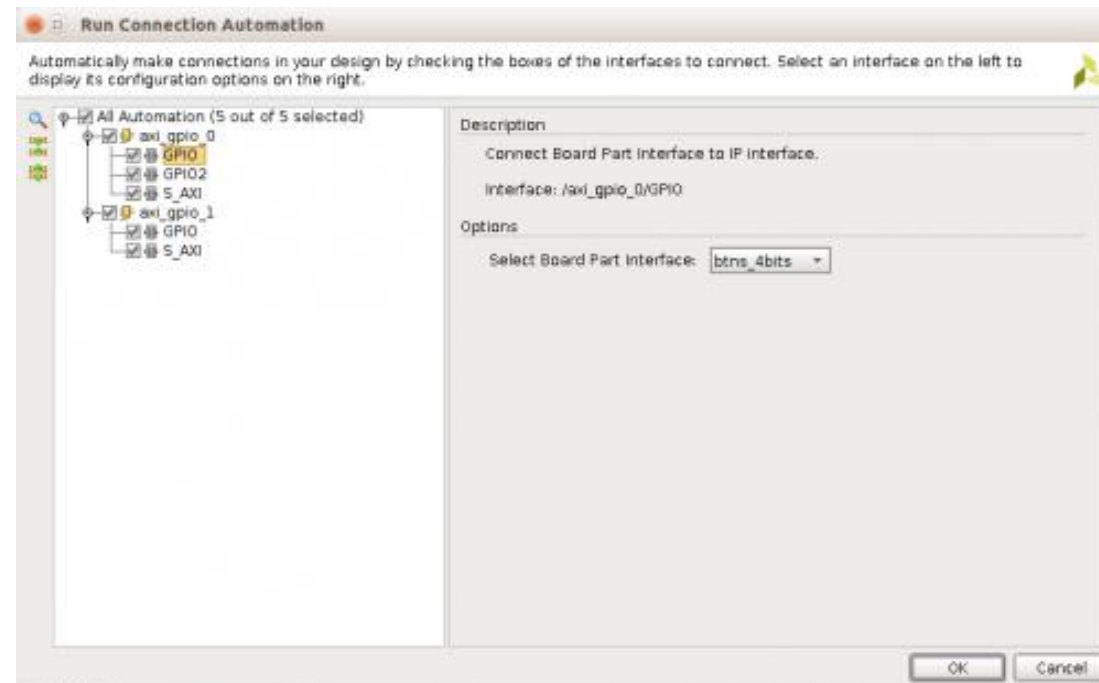 Run Connection Automation
Automatically make connections in your design by checking the boxes of the interfaces to connect. Select an interface on the left to
display its configuration options on the right.
All Automation (5 out of 5 selected)
axi_gpio_0
GPIO
GPIO2
S_AXI
axi_gpio_1
GPIO
S_AXI
Description
Connect Board Part Interface to IP interface.
Interface: /axi_gpio_0/GPIO
Options
Select Board Part Interface: btns_4bits
OK Cancel